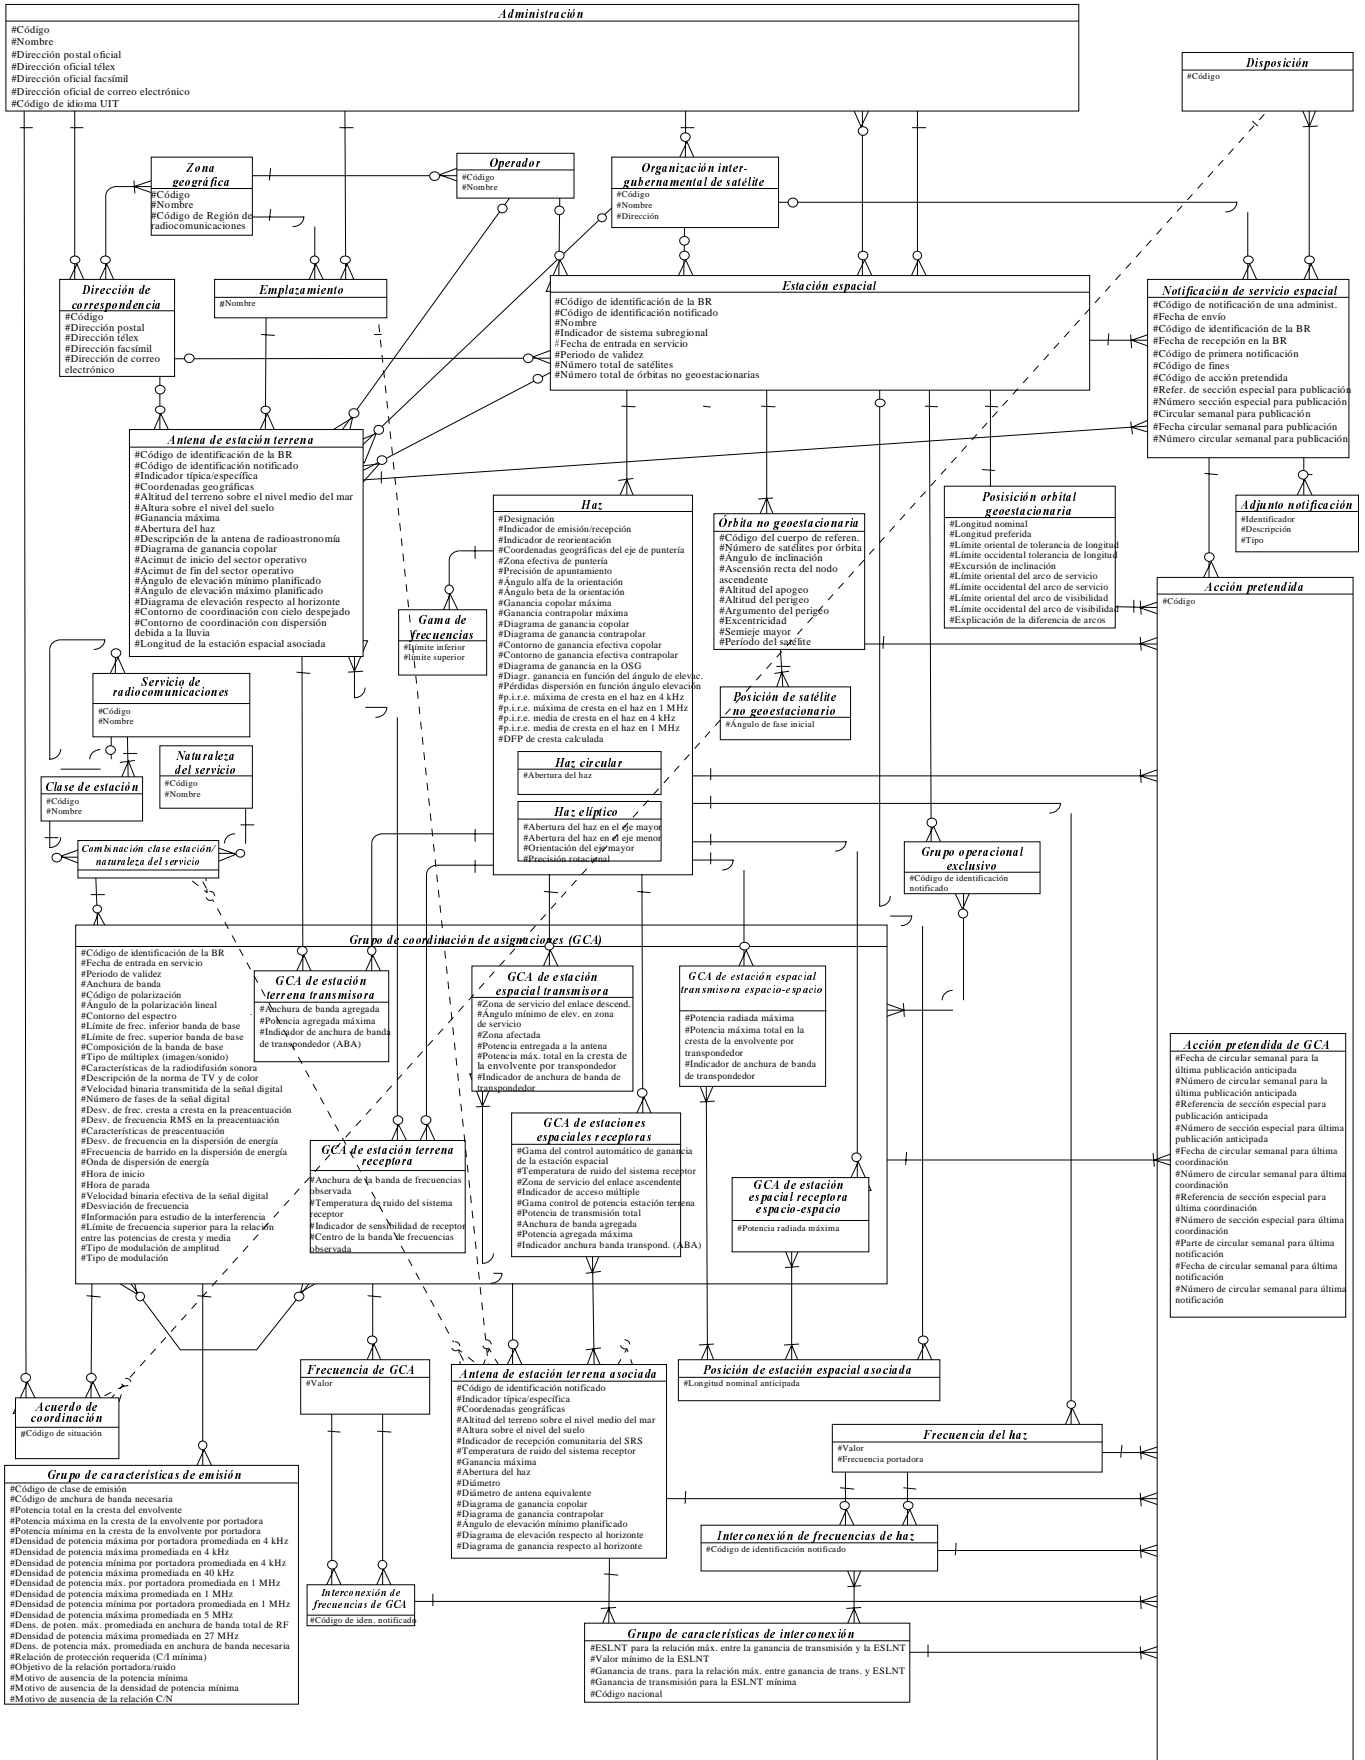 Administración
#Código
#Nombre
#Dirección postal oficial
#Dirección oficial télex
#Dirección oficial facsímil
#Dirección oficial de correo electrónico
#Código de idioma UIT
Disposición
#Código
Zona
geográfica
#Código
#Nombre
#Código de Región de
radiocomunicaciones
Operador
#Código
#Nombre
Organización inter-
gubernamental de satélite
#Código
#Nombre
#Dirección
Dirección de
correspondencia
#Código
#Dirección postal
#Dirección télex
#Dirección facsímil
#Dirección de correo
electrónico
Emplazamiento
#Nombre
Estación espacial
#Código de identificación de la BR
#Código de identificación notificado
#Nombre
#Indicador de sistema subregional
#Fecha de entrada en servicio
#Periodo de validez
#Número total de satélites
#Número total de órbitas no geoestacionarias
Notificación de servicio espacial
#Código de notificación de una administ.
#Fecha de envío
#Código de identificación de la BR
#Fecha de recepción en la BR
#Código de primera notificación
#Código de fines
#Código de acción pretendida
#Refer. de sección especial para publicación
#Número sección especial para publicación
#Circular semanal para publicación
#Fecha circular semanal para publicación
#Número circular semanal para publicación
Antena de estación terrena
#Código de identificación de la BR
#Código de identificación notificado
#Indicador típica/específica
#Coordenadas geográficas
#Altitud del terreno sobre el nivel medio del mar
#Altura sobre el nivel del suelo
#Ganancia máxima
#Abertura del haz
#Descripción de la antena de radioastronomía
#Diagrama de ganancia copolar
#Acimut de inicio del sector operativo
#Acimut de fin del sector operativo
#Ángulo de elevación mínimo planificado
#Ángulo de elevación máximo planificado
#Diagrama de elevación respecto al horizonte
#Contorno de coordinación con cielo despejado
#Contorno de coordinación con dispersión
debida a la lluvia
#Longitud de la estación espacial asociada
Haz
#Designación
#Indicador de emisión/recepción
#Indicador de reorientación
#Coordenadas geográficas del eje de puntería
#Zona efectiva de puntería
#Precisión de apuntamiento
#Ángulo alfa de la orientación
#Ángulo beta de la orientación
#Ganancia copolar máxima
#Ganancia contrapolar máxima
#Diagrama de ganancia copolar
#Diagrama de ganancia contrapolar
#Contorno de ganancia efectiva copolar
#Contorno de ganancia efectiva contrapolar
#Diagrama de ganancia en la OSG
#Diagr. ganancia en función del ángulo de elevac.
#Pérdidas dispersión en función ángulo elevación
#p.i.r.e. máxima de cresta en el haz en 4 kHz
#p.i.r.e. máxima de cresta en el haz en 1 MHz
#p.i.r.e. media de cresta en el haz en 4 kHz
#p.i.r.e. media de cresta en el haz en 1 MHz
#DFP de cresta calculada
Haz circular
#Abertura del haz
Haz elíptico
#Abertura del haz en el eje mayor
#Abertura del haz en el eje menor
#Orientación del eje mayor
#Precisión rotacional
Gama de
frecuencias
#Límite inferior
#límite superior
Órbita no geoestacionaria
#Código del cuerpo de referen.
#Número de satélites por órbita
#Ángulo de inclinación
#Ascensión recta del nodo
ascendente
#Altitud del apogeo
#Altitud del perigeo
#Argumento del perigeo
#Excentricidad
#Semieje mayor
#Período del satélite
Posición de satélite
no geoestacionario
#Ángulo de fase inicial
Posisición orbital
geoestacionaria
#Longitud nominal
#Longitud preferida
#Límite oriental de tolerancia de longitud
#Límite occidental tolerancia de longitud
#Excursión de inclinación
#Límite oriental del arco de servicio
#Límite occidental del arco de servicio
#Límite oriental del arco de visibilidad
#Límite occidental del arco de visibilidad
#Explicación de la diferencia de arcos
Adjunto notificación
#Identificador
#Descripción
#Tipo
Acción pretendida
#Código
Servicio de
radiocomunicaciones
#Código
#Nombre
Naturaleza
del servicio
#Código
#Nombre
Clase de estación
#Código
#Nombre
Combinación clase estación/
naturaleza del servicio
Grupo operacional
exclusivo
#Código de identificación
notificado
Grupo de coordinación de asignaciones (GCA)
#Código de identificación de la BR
#Fecha de entrada en servicio
#Periodo de validez
#Anchura de banda
#Código de polarización
#Ángulo de la polarización lineal
#Contorno del espectro
#Límite de frec. inferior banda de base
#Límite de frec. superior banda de base
#Composición de la banda de base
#Tipo de múltiplex (imagen/sonido)
#Características de la radiodifusión sonora
#Descripción de la norma de TV y de color
#Velocidad binaria transmitida de la señal digital
#Número de fases de la señal digital
#Desv. de frec. cresta a cresta en la preacentuación
#Desv. de frecuencia RMS en la preacentuación
#Características de preacentuación
#Desv. de frecuencia en la dispersión de energía
#Frecuencia de barrido en la dispersión de energía
#Onda de dispersión de energía
#Hora de inicio
#Hora de parada
#Velocidad binaria efectiva de la señal digital
#Desviación de frecuencia
#Información para estudio de la interferencia
#Límite de frecuencia superior para la relación
entre las potencias de cresta y media
#Tipo de modulación de amplitud
#Tipo de modulación
GCA de estación
terrena transmisora
#Anchura de banda agregada
#Potencia agregada máxima
#Indicador de anchura de banda
de transpondedor (ABA)
GCA de estación
espacial transmisora
#Zona de servicio del enlace descend.
#Ángulo mínimo de elev. en zona
de servicio
#Zona afectada
#Potencia entregada a la antena
#Potencia máx. total en la cresta de
la envolvente por transpondedor
#Indicador de anchura de banda de
transpondedor
GCA de estación espacial
transmisora espacio-espacio
#Potencia radiada máxima
#Potencia máxima total en la
cresta de la envolvente por
transpondedor
#Indicador de anchura de banda
de transpondedor
GCA de estación terrena
receptora
#Anchura de la banda de frecuencias
observada
#Temperatura de ruido del sistema
receptor
#Indicador de sensibilidad de receptor
#Centro de la banda de frecuencias
observada
GCA de estaciones
espaciales receptoras
#Gama del control automático de ganancia
de la estación espacial
#Temperatura de ruido del sistema receptor
#Zona de servicio del enlace ascendente
#Indicador de acceso múltiple
#Gama control de potencia estación terrena
#Potencia de transmisión total
#Anchura de banda agregada
#Potencia agregada máxima
#Indicador anchura banda transpond. (ABA)
GCA de estación
espacial receptora
espacio-espacio
#Potencia radiada máxima
Acción pretendida de GCA
#Fecha de circular semanal para la
última publicación anticipada
#Número de circular semanal para la
última publicación anticipada
#Referencia de sección especial para
publicación anticipada
#Número de sección especial para última
publicación anticipada
#Fecha de circular semanal para última
coordinación
#Número de circular semanal para última
coordinación
#Referencia de sección especial para
última coordinación
#Número de sección especial para última
coordinación
#Parte de circular semanal para última
notificación
#Fecha de circular semanal para última
notificación
#Número de circular semanal para última
notificación
Acuerdo de
coordinación
#Código de situación
Frecuencia de GCA
#Valor
Antena de estación terrena asociada
#Código de identificación notificado
#Indicador típica/específica
#Coordenadas geográficas
#Altitud del terreno sobre el nivel medio del mar
#Altura sobre el nivel del suelo
#Indicador de recepción comunitaria del SRS
#Temperatura de ruido del sistema receptor
#Ganancia máxima
#Abertura del haz
#Diámetro
#Diámetro de antena equivalente
#Diagrama de ganancia copolar
#Diagrama de ganancia contrapolar
#Ángulo de elevación mínimo planificado
#Diagrama de elevación respecto al horizonte
#Diagrama de ganancia respecto al horizonte
Posición de estación espacial asociada
#Longitud nominal anticipada
Frecuencia del haz
#Valor
#Frecuencia portadora
Grupo de características de emisión
#Código de clase de emisión
#Código de anchura de banda necesaria
#Potencia total en la cresta del envolvente
#Potencia máxima en la cresta de la envolvente por portadora
#Potencia mínima en la cresta de la envolvente por portadora
#Densidad de potencia máxima por portadora promediada en 4 kHz
#Densidad de potencia máxima promediada en 4 kHz
#Densidad de potencia mínima por portadora promediada en 4 kHz
#Densidad de potencia máxima promediada en 40 kHz
#Densidad de potencia máx. por portadora promediada en 1 MHz
#Densidad de potencia máxima promediada en 1 MHz
#Densidad de potencia mínima por portadora promediada en 1 MHz
#Densidad de potencia máxima promediada en 5 MHz
#Dens. de poten. máx. promediada en anchura de banda total de RF
#Densidad de potencia máxima promediada en 27 MHz
#Dens. de potencia máx. promediada en anchura de banda necesaria
#Relación de protección requerida (C/I mínima)
#Objetivo de la relación portadora/ruido
#Motivo de ausencia de la potencia mínima
#Motivo de ausencia de la densidad de potencia mínima
#Motivo de ausencia de la relación C/N
Interconexión de frecuencias de haz
#Código de identificación notificado
Interconexión de
frecuencias de GCA
#Código de iden. notificado
Grupo de características de interconexión
#ESLNT para la relación máx. entre la ganancia de transmisión y la ESLNT
#Valor mínimo de la ESLNT
#Ganancia de trans. para la relación máx. entre ganancia de trans. y ESLNT
#Ganancia de transmisión para la ESLNT mínima
#Código nacional